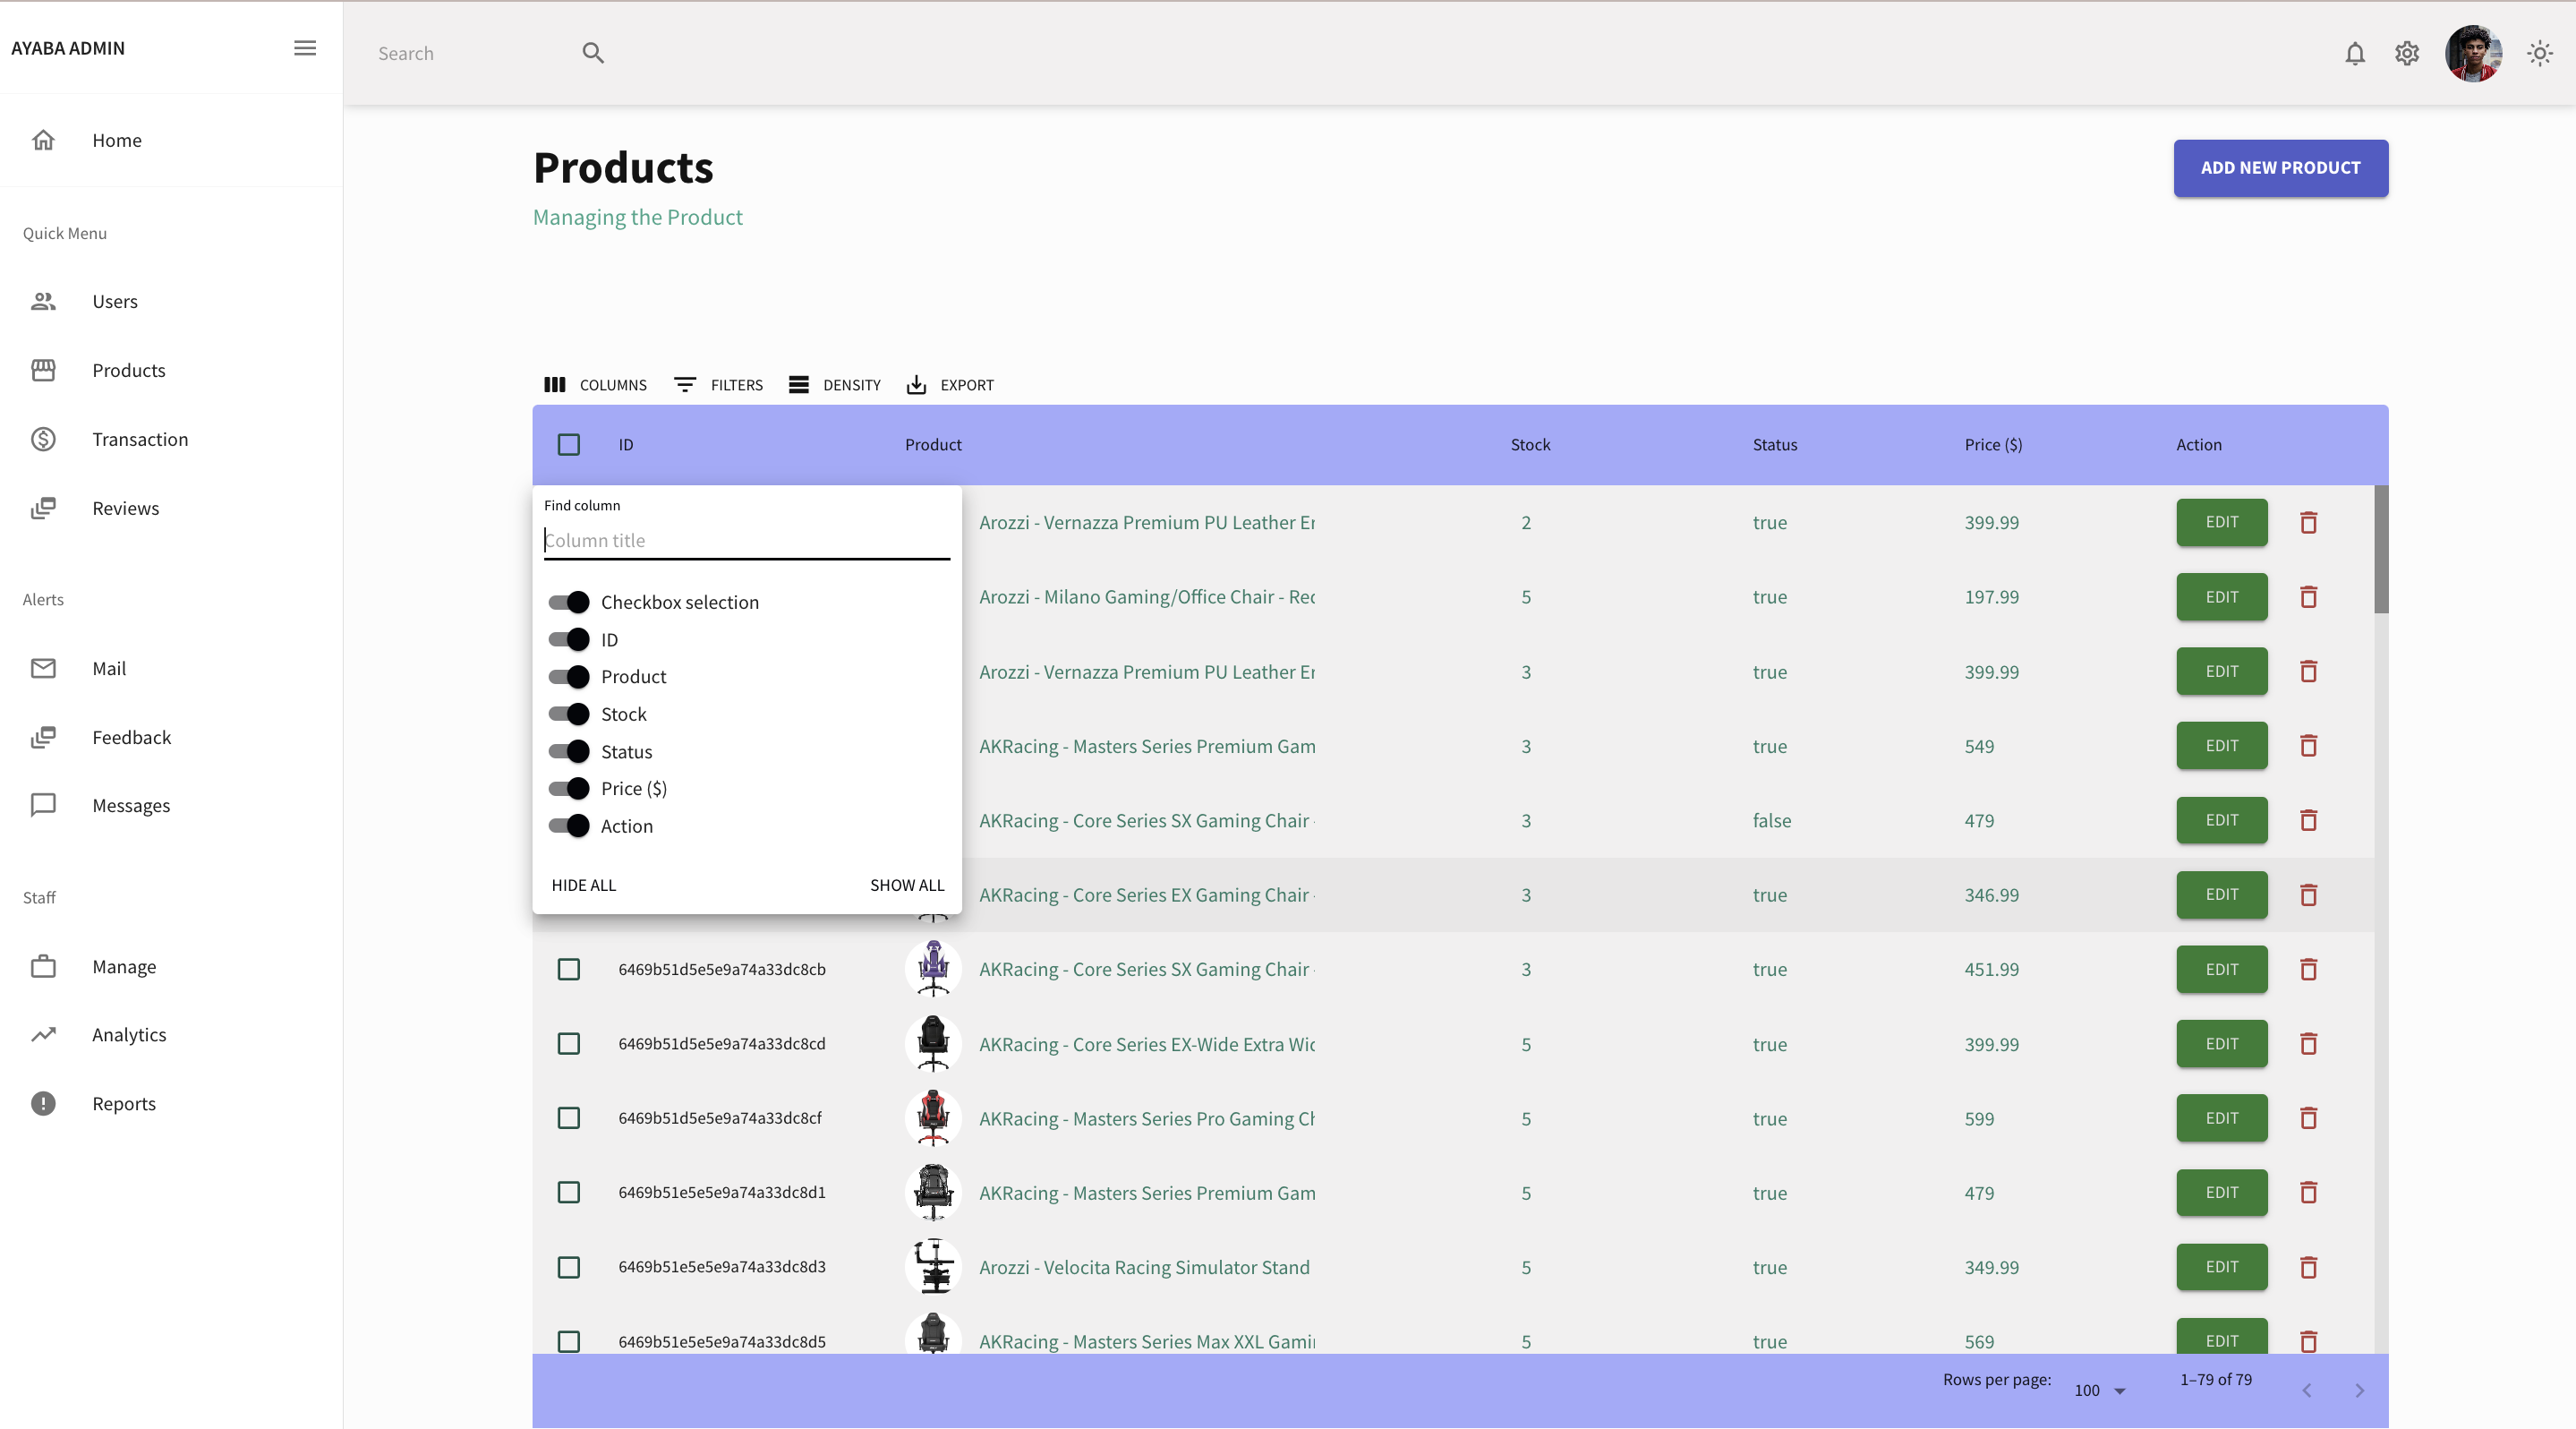 AYABA ADMIN
Search
Home
Quick Menu
Users
Products
Transaction
Reviews
Alerts
Mail
Feedback
Messages
Staff
Manage
Analytics
Reports
Products
ADD NEW PRODUCT
Managing the Product
COLUMNS FILTERS DENSITY EXPORT
ID Product Stock Status Price ($) Action
Find column
Column title
Checkbox selection
ID
Product
Stock
Status
Price ($)
Action
HIDE ALL SHOW ALL
Arozzi - Vernazza Premium PU Leather Er 2 true 399.99 EDIT
Arozzi - Milano Gaming/Office Chair - Rec 5 true 197.99 EDIT
Arozzi - Vernazza Premium PU Leather Er 3 true 399.99 EDIT
AKRacing - Masters Series Premium Gam 3 true 549 EDIT
AKRacing - Core Series SX Gaming Chair - 3 false 479 EDIT
AKRacing - Core Series EX Gaming Chair - 3 true 346.99 EDIT
6469b51d5e5e9a74a33dc8cb AKRacing - Core Series SX Gaming Chair - 3 true 451.99 EDIT
6469b51d5e5e9a74a33dc8cd AKRacing - Core Series EX-Wide Extra Wic 5 true 399.99 EDIT
6469b51d5e5e9a74a33dc8cf AKRacing - Masters Series Pro Gaming Ch 5 true 599 EDIT
6469b51e5e5e9a74a33dc8d1 AKRacing - Masters Series Premium Gam 5 true 479 EDIT
6469b51e5e5e9a74a33dc8d3 Arozzi - Velocita Racing Simulator Stand 5 true 349.99 EDIT
6469b51e5e5e9a74a33dc8d5 AKRacing - Masters Series Max XXL Gamin 5 true 569 EDIT
Rows per page: 100 1–79 of 79